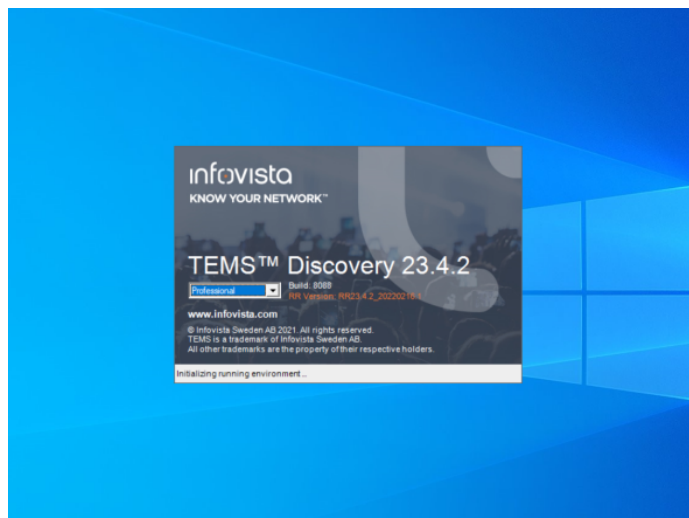 infovista
KNOW YOUR NETWORK™
TEMS™ Discovery 23.4.2
Professional
Build: 8088
RR Version: RR23.4.2_20220216.1
www.infovista.com
© Infovista Sweden AB 2021. All rights reserved.
TEMS is a trademark of Infovista Sweden AB.
All other trademarks are the property of their respective holders.
Initializing running environment...